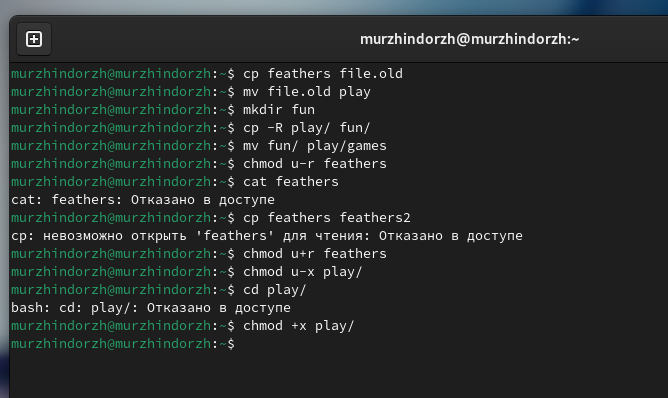 murzhindorzh@murzhindorzh:~
murzhindorzh@murzhindorzh:~$ cp feathers file.old
murzhindorzh@murzhindorzh:~$ mv file.old play
murzhindorzh@murzhindorzh:~$ mkdir fun
murzhindorzh@murzhindorzh:~$ cp -R play/ fun/
murzhindorzh@murzhindorzh:~$ mv fun/ play/games
murzhindorzh@murzhindorzh:~$ chmod u-r feathers
murzhindorzh@murzhindorzh:~$ cat feathers
cat: feathers: Отказано в доступе
murzhindorzh@murzhindorzh:~$ cp feathers feathers2
cp: невозможно открыть 'feathers' для чтения: Отказано в доступе
murzhindorzh@murzhindorzh:~$ chmod u+r feathers
murzhindorzh@murzhindorzh:~$ chmod u-x play/
murzhindorzh@murzhindorzh:~$ cd play/
bash: cd: play/: Отказано в доступе
murzhindorzh@murzhindorzh:~$ chmod +x play/
murzhindorzh@murzhindorzh:~$